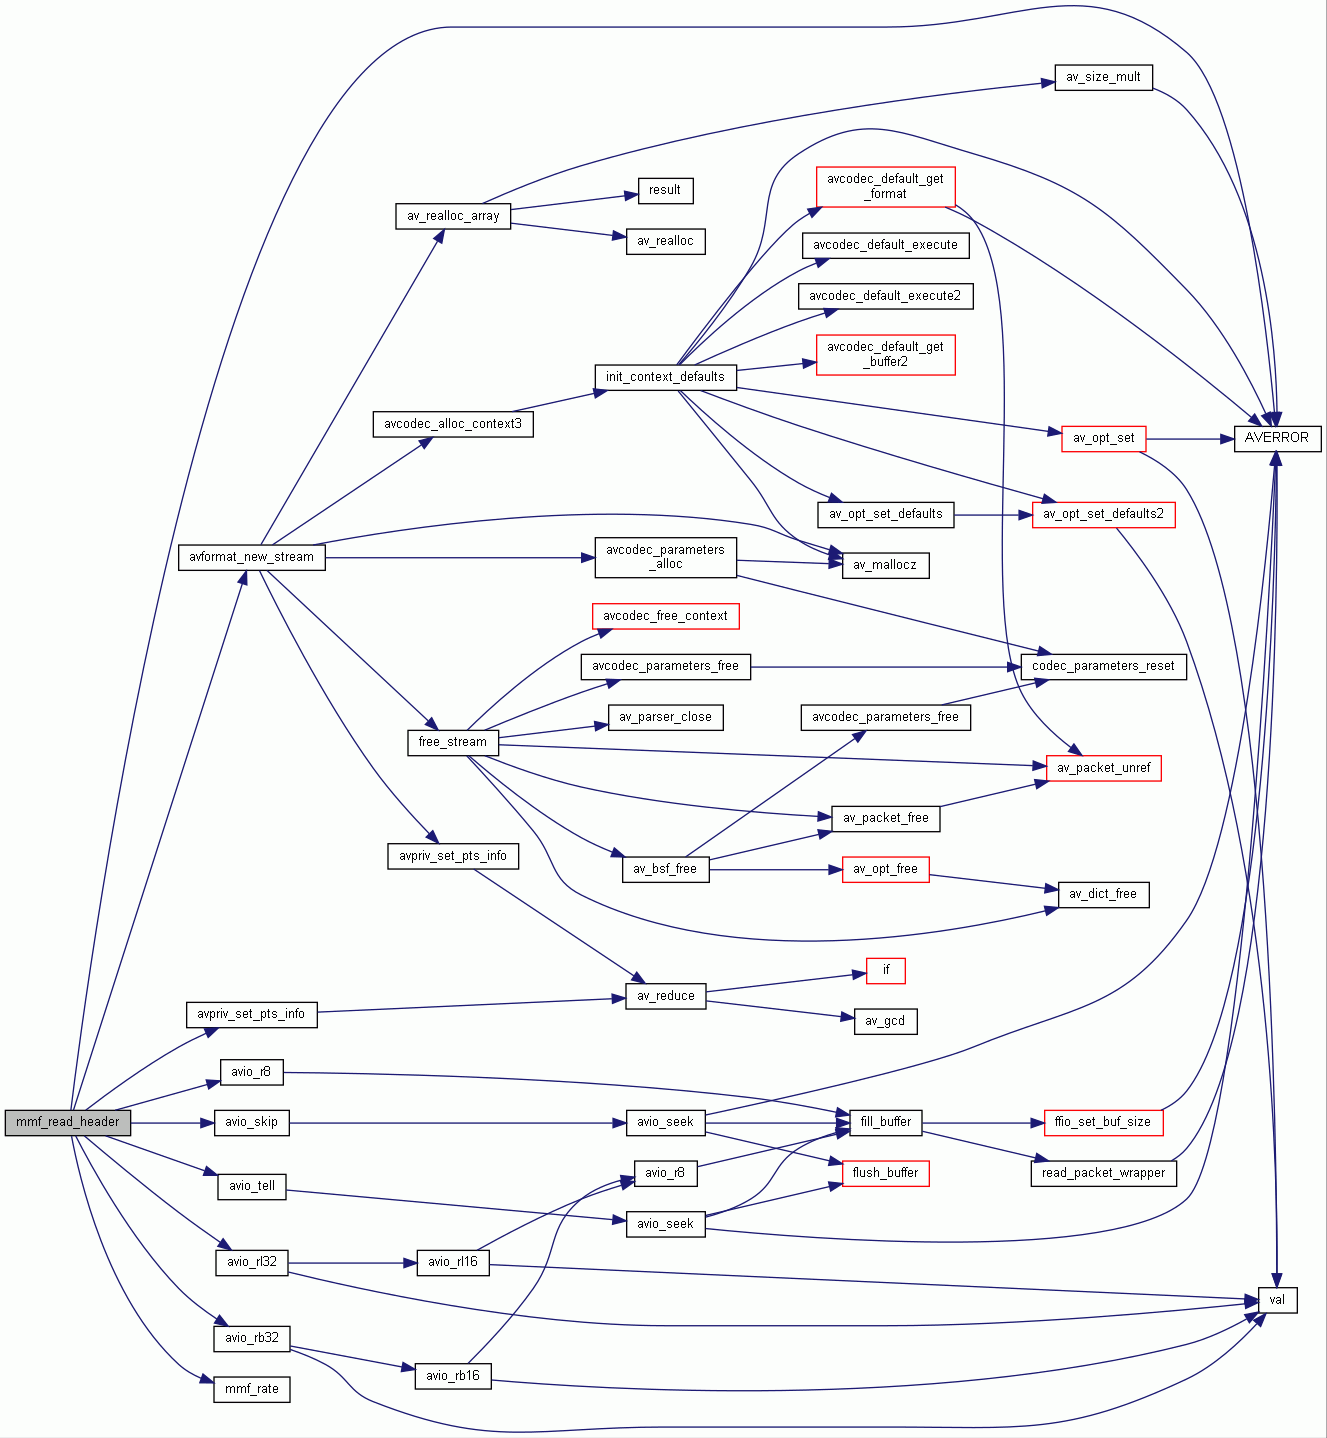 av_size_mult
result
av_realloc_array
av_realloc
avcodec_default_get
_format
avcodec_default_execute
avcodec_default_execute2
avcodec_default_get
_buffer2
init_context_defaults
avcodec_alloc_context3
av_opt_set
AVERROR
av_opt_set_defaults
av_opt_set_defaults2
avformat_new_stream
avcodec_parameters
_alloc
av_mallocz
avcodec_free_context
avcodec_parameters_free
codec_parameters_reset
av_parser_close
avcodec_parameters_free
free_stream
av_packet_unref
av_packet_free
avpriv_set_pts_info
av_bsf_free
av_opt_free
av_dict_free
if
av_reduce
avpriv_set_pts_info
av_gcd
avio_r8
mmf_read_header
avio_skip
avio_seek
fill_buffer
ffio_set_buf_size
avio_r8
flush_buffer
read_packet_wrapper
avio_tell
avio_seek
avio_rl32
avio_rl16
val
avio_rb32
avio_rb16
mmf_rate